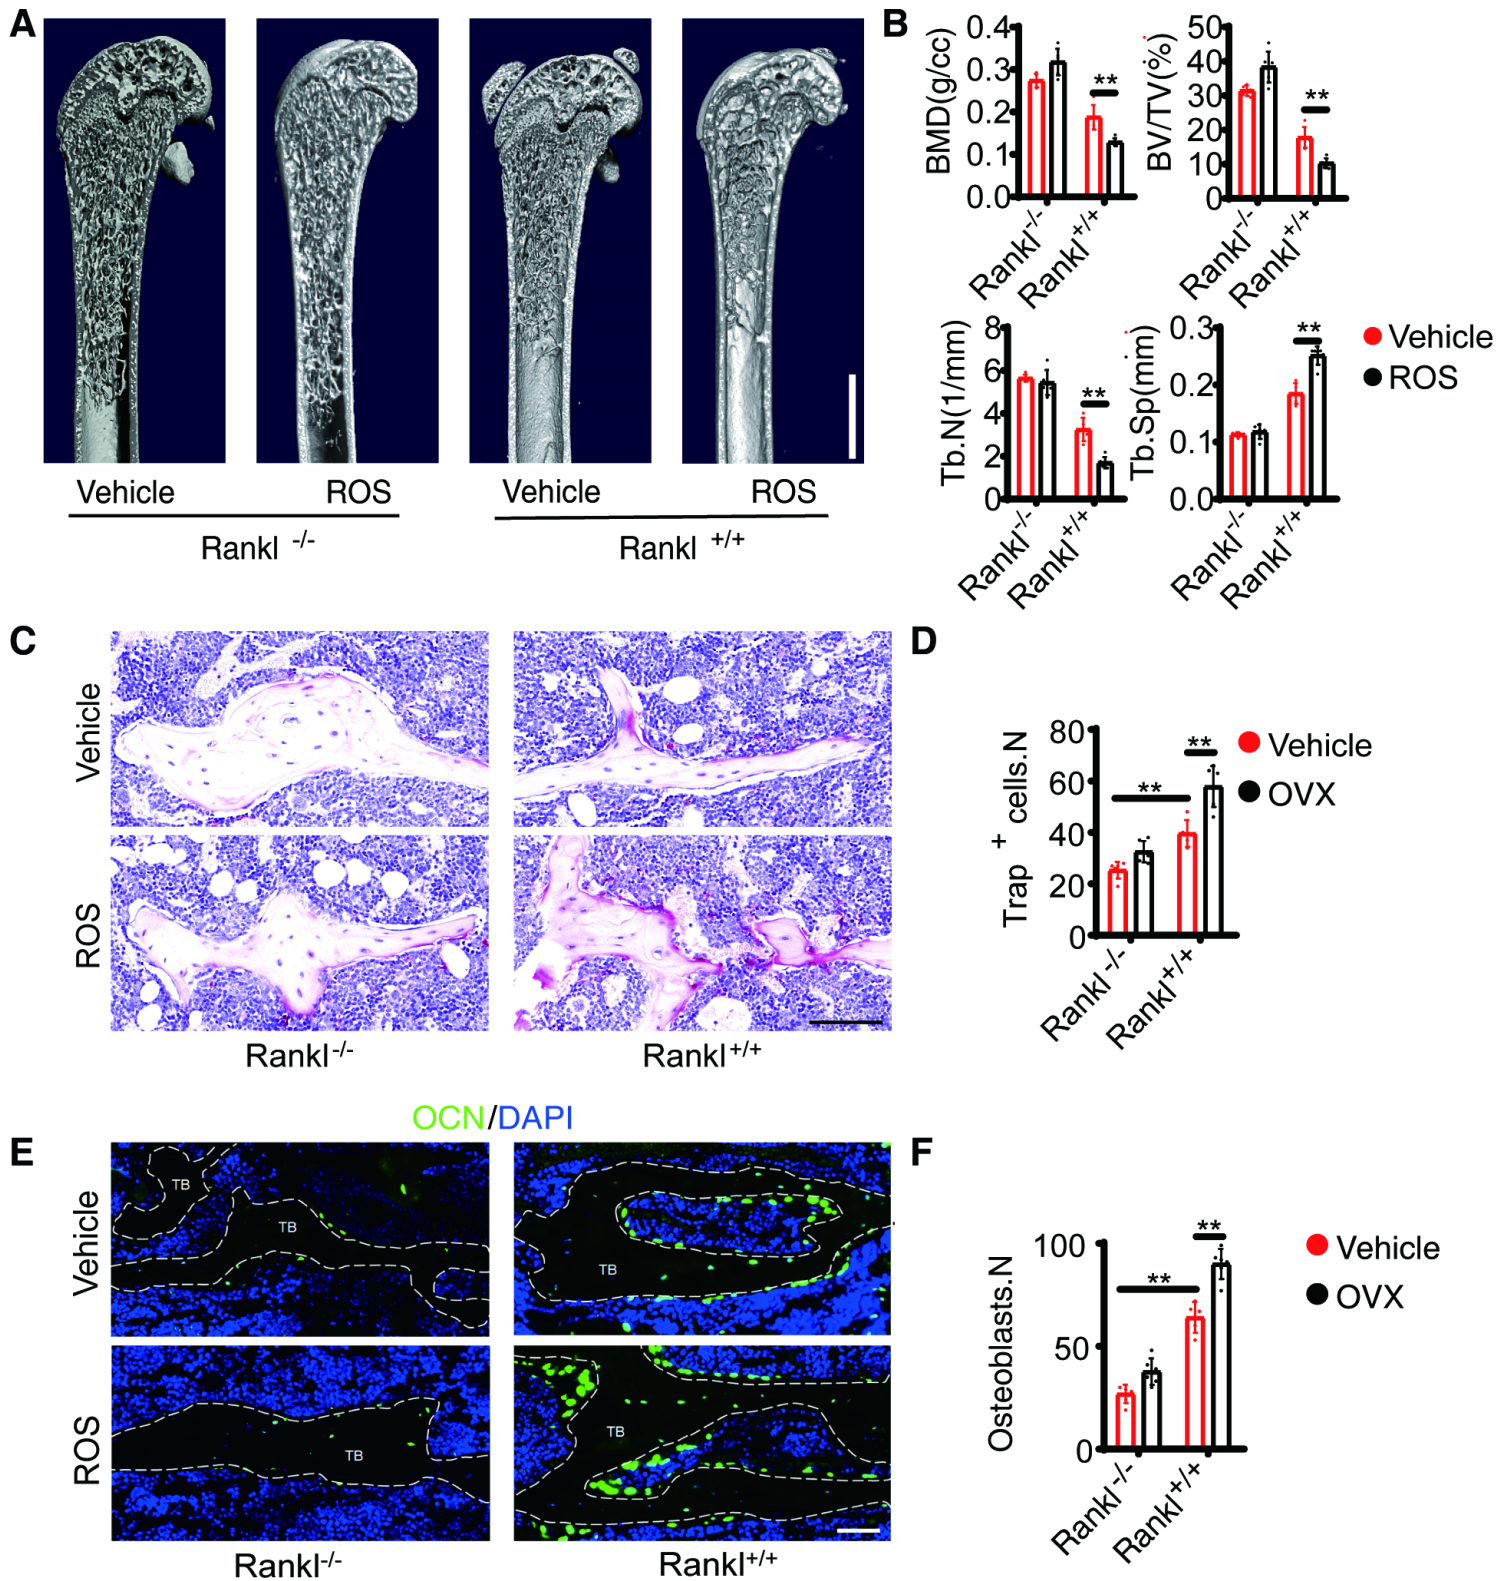 A
Vehicle
ROS
Vehicle
ROS
Rankl -/-
Rankl +/+
B
BMD(g/cc)
0.4
0.3
0.2
0.1
0.0
**
Rankl-/-
Rankl+/+
BV/TV(%)
50
40
30
20
10
0
**
Rankl-/-
Rankl+/+
Tb.N(1/mm)
8
6
4
2
0
**
Rankl-/-
Rankl+/+
Tb.Sp(mm)
0.3
0.2
0.1
0.0
**
Rankl-/-
Rankl+/+
Vehicle
ROS
C
Vehicle
ROS
Rankl-/-
Rankl+/+
D
Trap+ cells.N
80
60
40
20
0
**
**
Rankl-/-
Rankl+/+
Vehicle
OVX
OCN/DAPI
E
Vehicle
TB
TB
TB
ROS
TB
TB
Rankl-/-
Rankl+/+
F
Osteoblasts.N
100
50
0
**
**
Rankl-/-
Rankl+/+
Vehicle
OVX